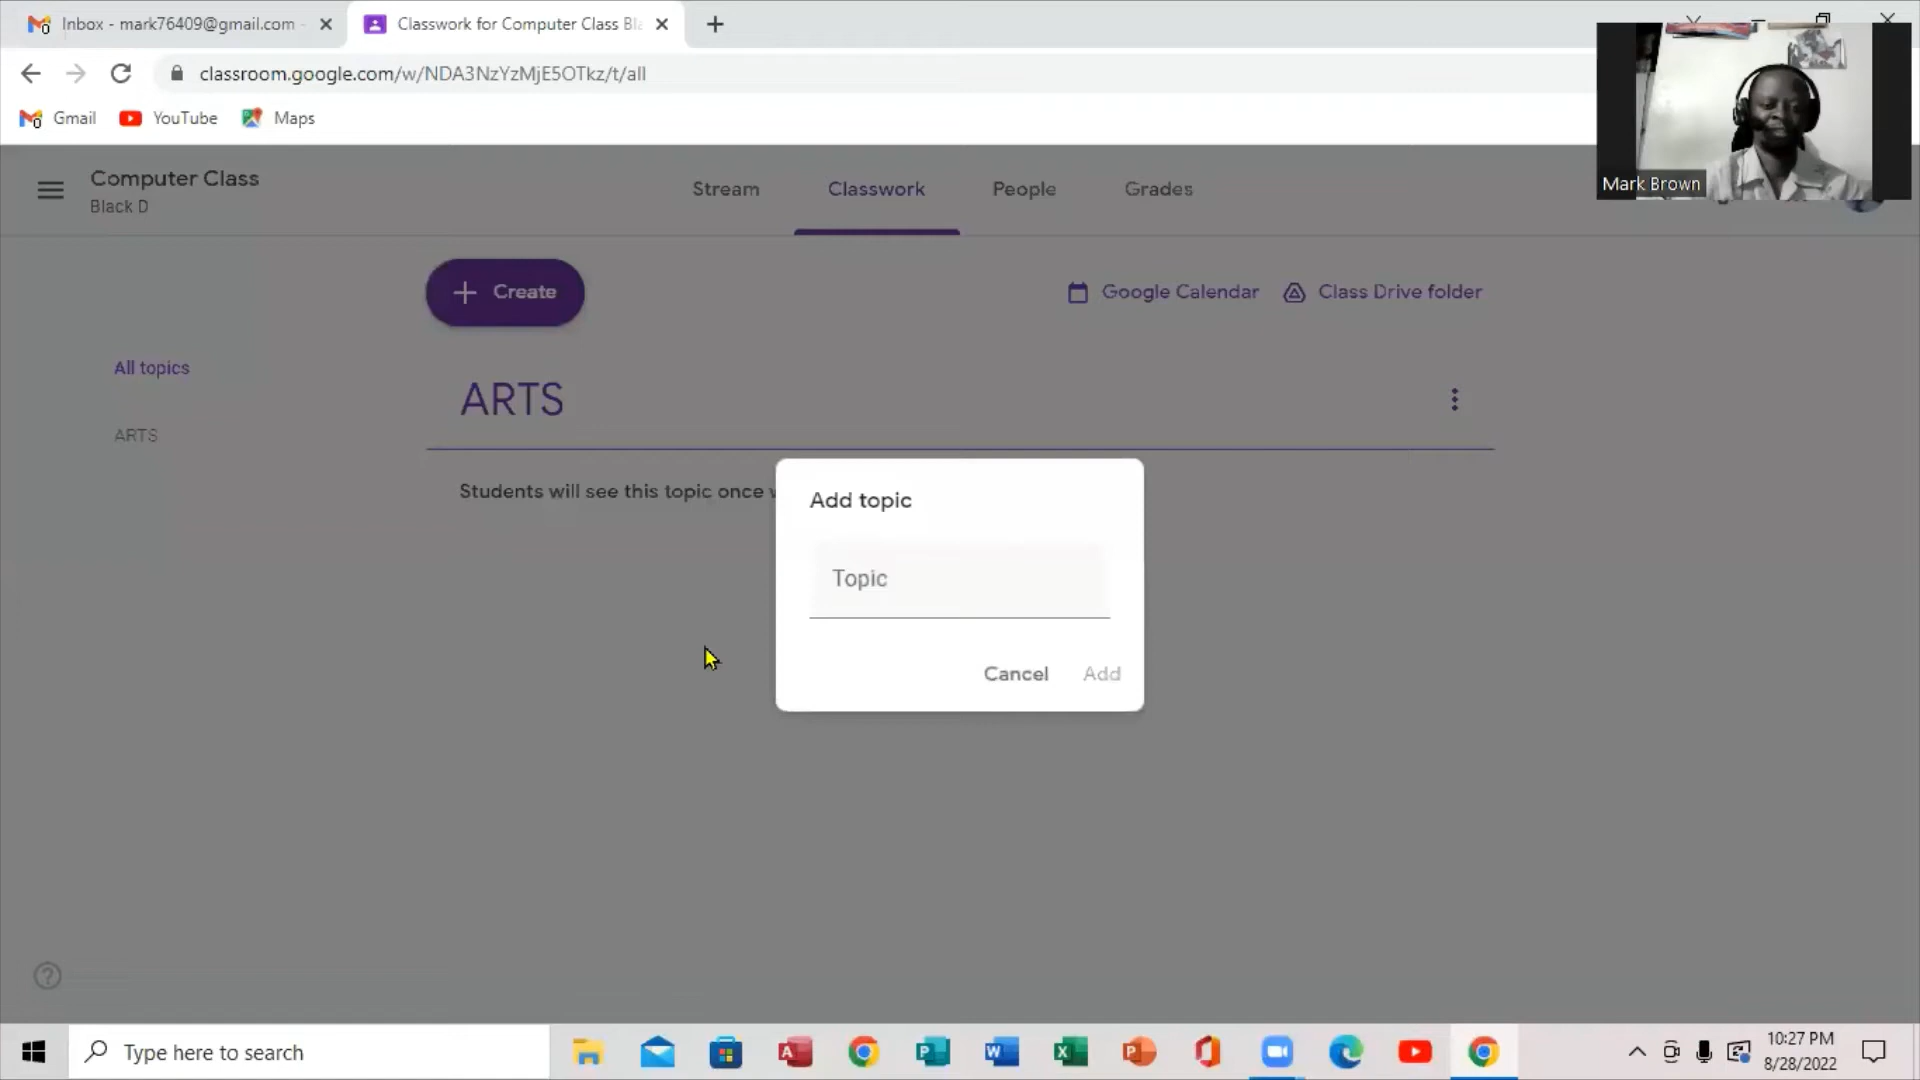 Inbox - mark76409@gmail.com -
Classwork for Computer Class Bla
classroom.google.com/w/NDA3NzYzMjE5OTkz/t/all
Gmail
YouTube
Maps
Mark Brown
Computer Class
Black D
Stream
Classwork
People
Grades
Create
Google Calendar
Class Drive folder
All topics
ARTS
ARTS
Students will see this topic once
Add topic
Topic
Cancel
Add
Type here to search
10:27 PM
8/28/2022